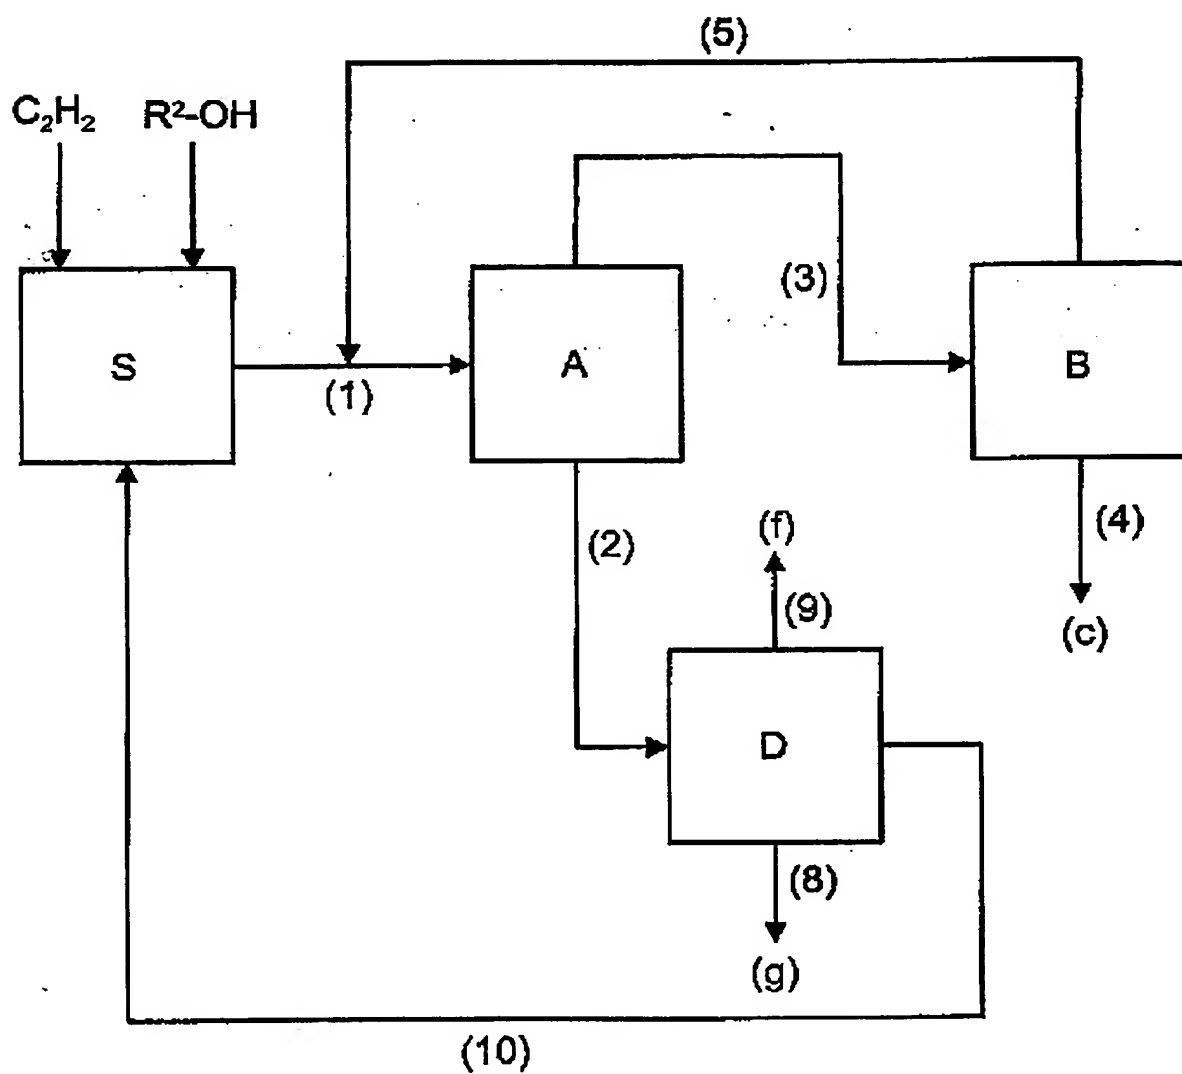 (5)
C₂H₂ R²-OH
(3)
S
A
B
(1)
(4)
(2)
(f)
(9)
(c)
D
(8)
(g)
(10)